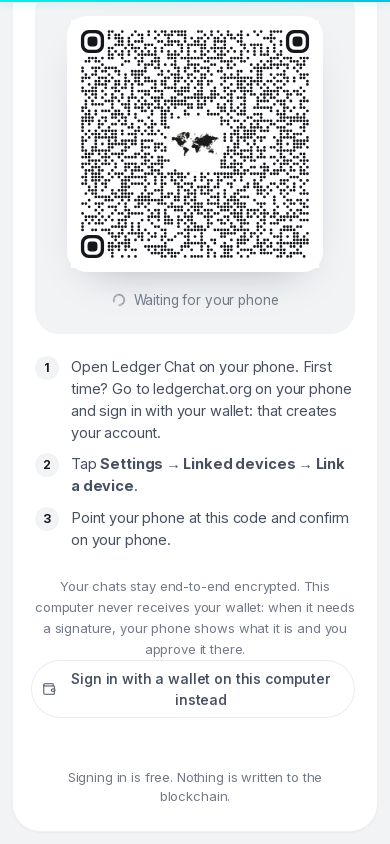 Waiting for your phone
1 Open Ledger Chat on your phone. First
time? Go to ledgerchat.org on your phone
and sign in with your wallet: that creates
your account.
2 Tap Settings → Linked devices → Link
a device.
3 Point your phone at this code and confirm
on your phone.
Your chats stay end-to-end encrypted. This
computer never receives your wallet: when it needs
a signature, your phone shows what it is and you
approve it there.
Sign in with a wallet on this computer
instead
Signing in is free. Nothing is written to the
blockchain.